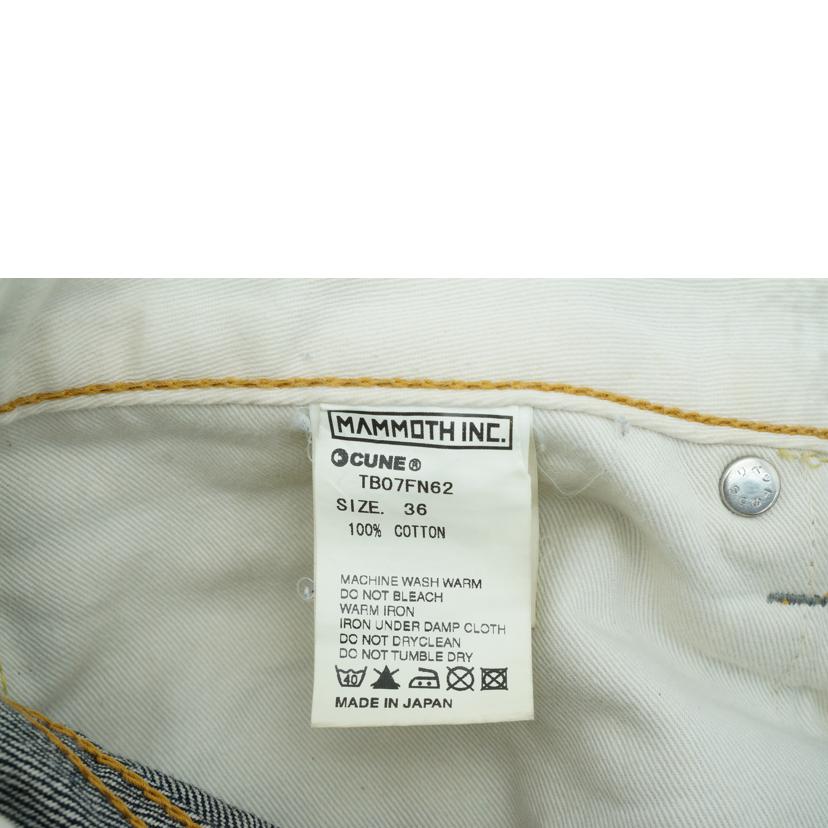 MAMMOTH INC.
CUNE®
TB07FN62
SIZE. 36
100% COTTON
MACHINE WASH WARM
DO NOT BLEACH
WARM IRON
IRON UNDER DAMP CLOTH
DO NOT DRYCLEAN
DO NOT TUMBLE DRY
40
MADE IN JAPAN